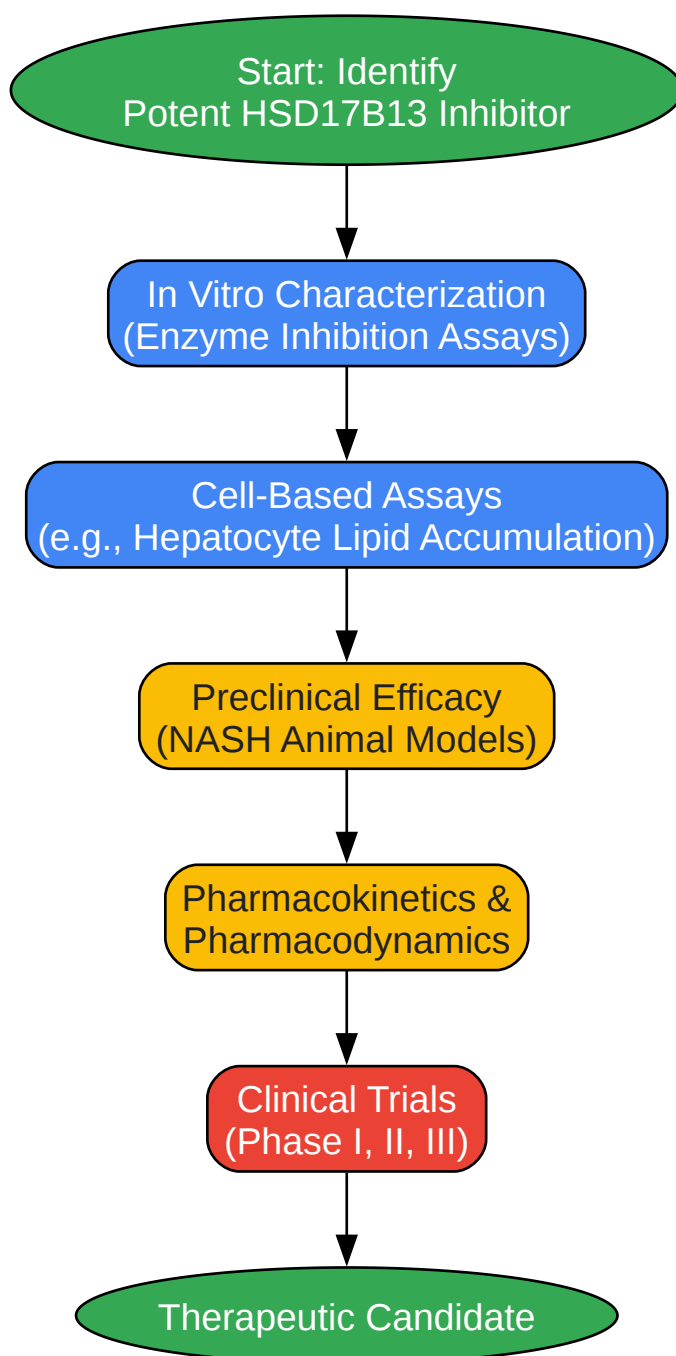 Start: Identify
Potent HSD17B13 Inhibitor
In Vitro Characterization
(Enzyme Inhibition Assays)
Cell-Based Assays
(e.g., Hepatocyte Lipid Accumulation)
Preclinical Efficacy
(NASH Animal Models)
Pharmacokinetics &
Pharmacodynamics
Clinical Trials
(Phase I, II, III)
Therapeutic Candidate